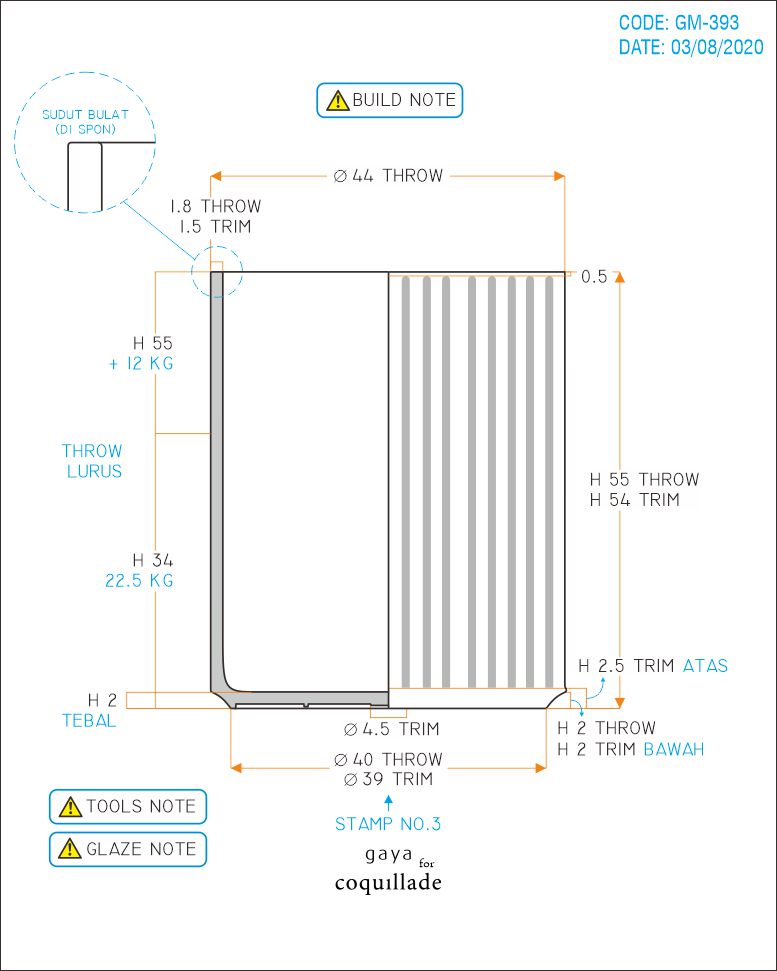 CODE: GM-393
DATE: 03/08/2020
BUILD NOTE
SUDUT BULAT
(DI SPON)
Ø 44 THROW
1.8 THROW
1.5 TRIM
0.5
H 55
+ 12 KG
THROW
LURUS
H 55 THROW
H 54 TRIM
H 34
22.5 KG
H 2.5 TRIM ATAS
H 2
TEBAL
Ø 4.5 TRIM
H 2 THROW
H 2 TRIM BAWAH
Ø 40 THROW
Ø 39 TRIM
TOOLS NOTE
STAMP NO.3
GLAZE NOTE
gaya for
coquillade